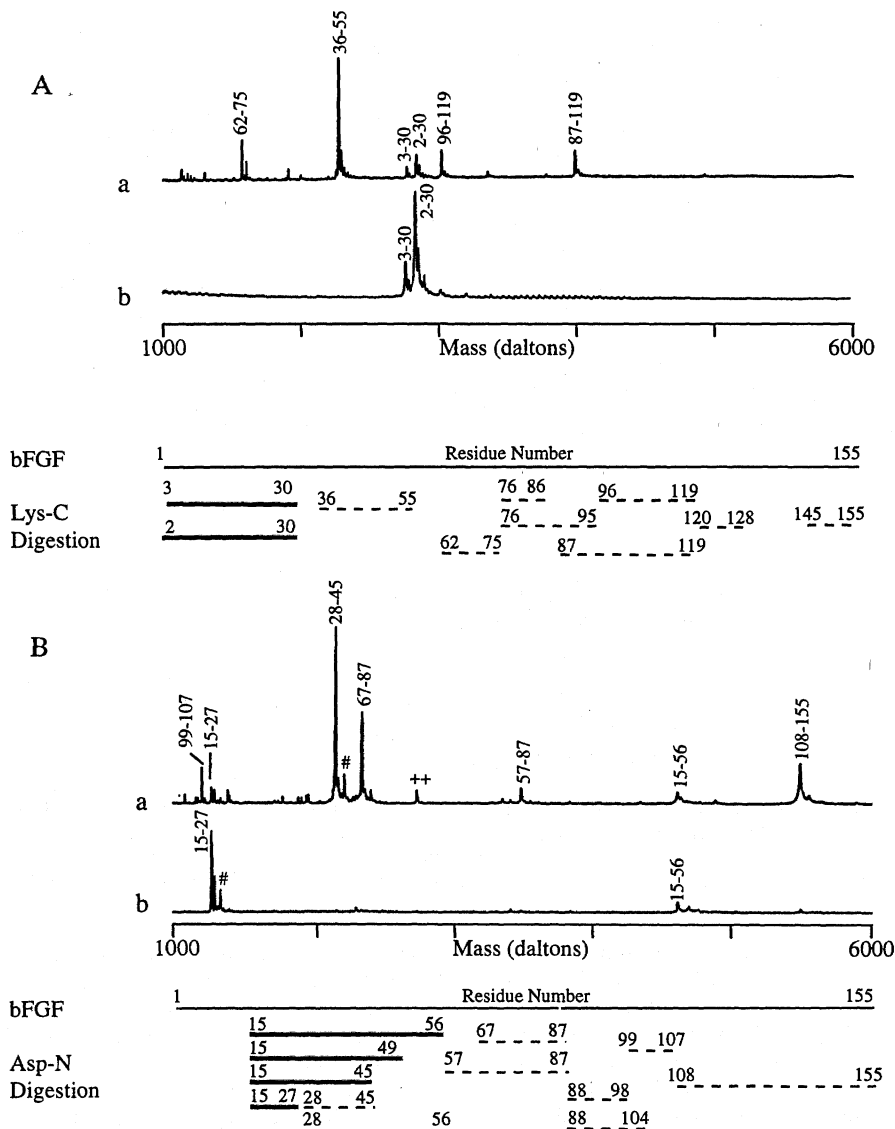 A
62-75
36-55
3-30
2-30
96-119
87-119
a
3-30
2-30
b
1000 Mass (daltons) 6000
1 Residue Number 155
bFGF
3 30 36 55 76 86 96 119
Lys-C
2 30 76 95 120 128 145 155
Digestion
62 75 87 119
B
99-107
15-27
28-45
#
67-87
++
57-87
15-56
108-155
a
15-27
#
15-56
b
1000 Mass (daltons) 6000
1 Residue Number 155
bFGF
15 56 67 87 99 107
15 49 57 87
Asp-N
15 45 88 98 108 155
Digestion
15 27 28 45
28 56 88 104